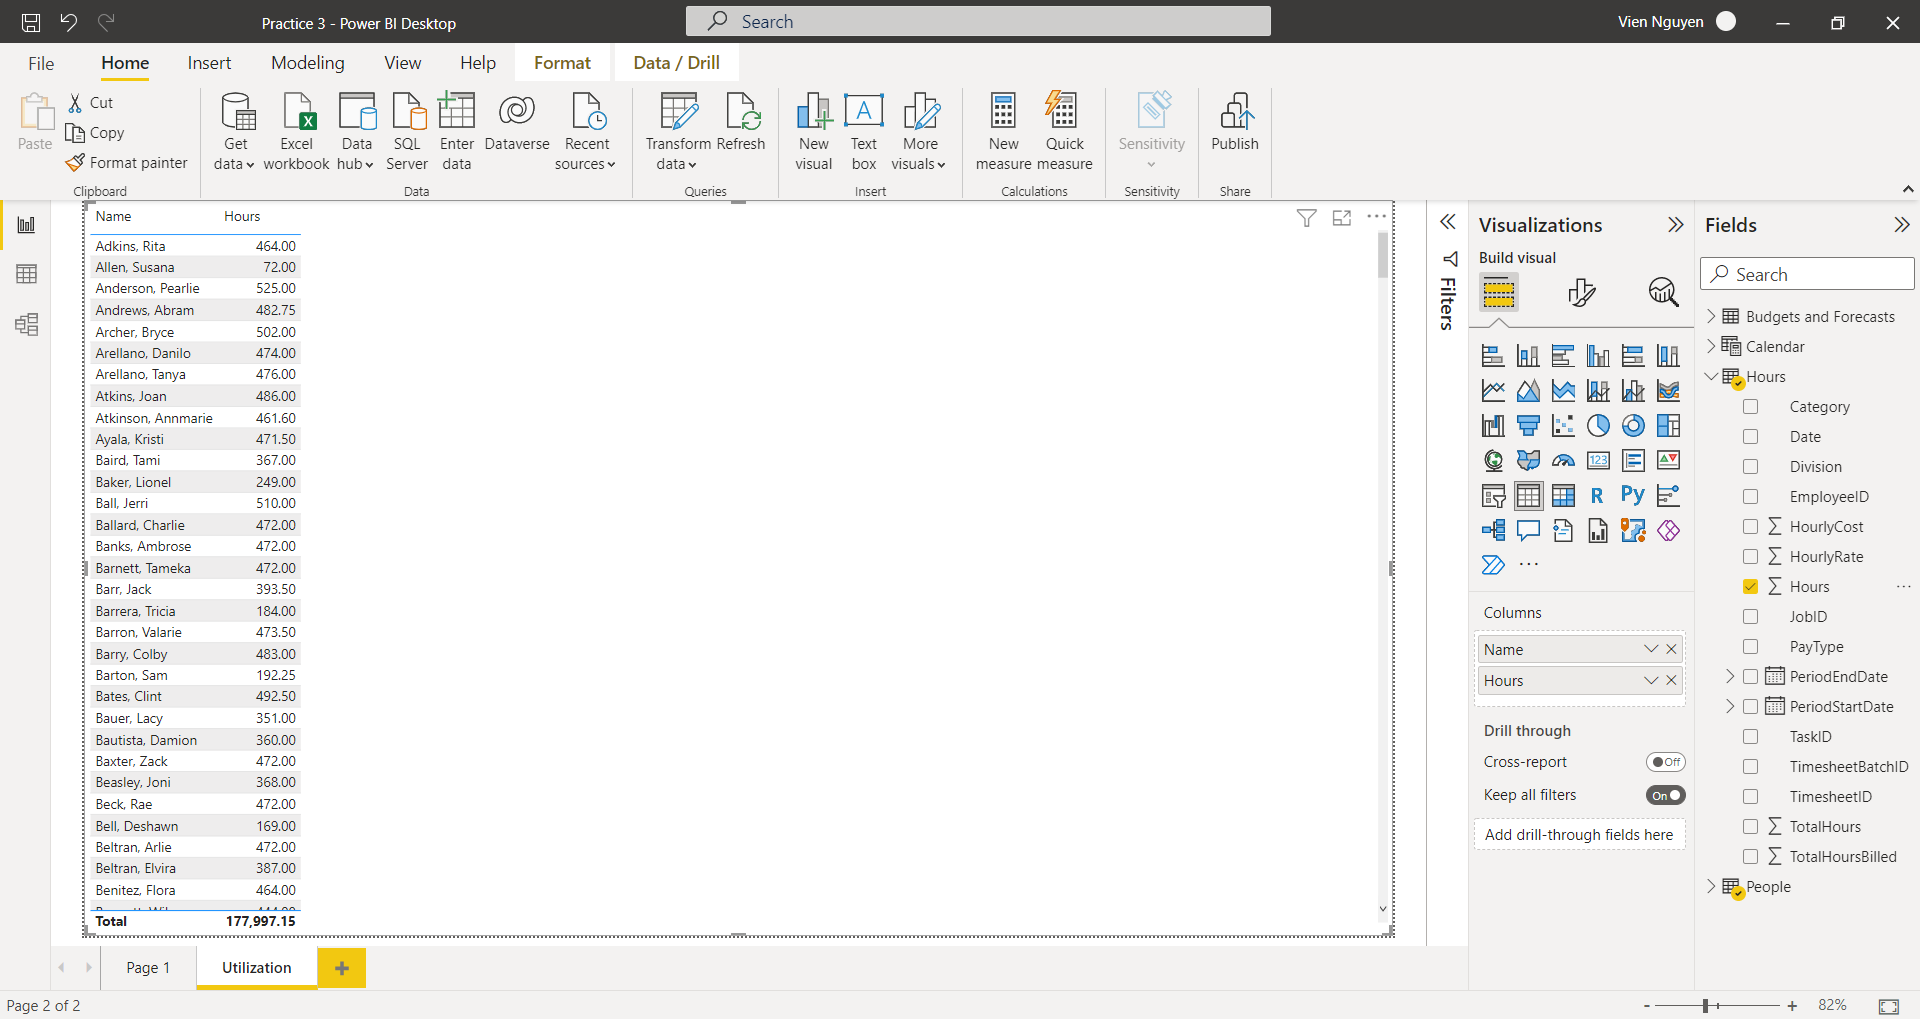 Practice 3 - Power BI Desktop
Search
Vien Nguyen
File Home Insert Modeling View Help Format Data / Drill
Paste
Cut
Copy
Format painter
Clipboard
Get data
Excel workbook
Data hub
SQL Server
Enter data
Dataverse
Recent sources
Data
Transform data
Refresh
Queries
New visual
Text box
More visuals
Insert
New measure
Quick measure
Calculations
Sensitivity
Sensitivity
Publish
Share
Name Hours
Adkins, Rita 464.00
Allen, Susana 72.00
Anderson, Pearlie 525.00
Andrews, Abram 482.75
Archer, Bryce 502.00
Arellano, Danilo 474.00
Arellano, Tanya 476.00
Atkins, Joan 486.00
Atkinson, Annmarie 461.60
Ayala, Kristi 471.50
Baird, Tami 367.00
Baker, Lionel 249.00
Ball, Jerri 510.00
Ballard, Charlie 472.00
Banks, Ambrose 472.00
Barnett, Tameka 472.00
Barr, Jack 393.50
Barrera, Tricia 184.00
Barron, Valarie 473.50
Barry, Colby 483.00
Barton, Sam 192.25
Bates, Clint 492.50
Bauer, Lacy 351.00
Bautista, Damion 360.00
Baxter, Zack 472.00
Beasley, Joni 368.00
Beck, Rae 472.00
Bell, Deshawn 169.00
Beltran, Arlie 472.00
Beltran, Elvira 387.00
Benitez, Flora 464.00
Total 177,997.15
Filters
Visualizations
Build visual
123
R
Py
Columns
Name
Hours
Drill through
Cross-report Off
Keep all filters On
Add drill-through fields here
Fields
Search
Budgets and Forecasts
Calendar
Hours
Category
Date
Division
EmployeeID
HourlyCost
HourlyRate
Hours
JobID
PayType
PeriodEndDate
PeriodStartDate
TaskID
TimesheetBatchID
TimesheetID
TotalHours
TotalHoursBilled
People
Page 1
Utilization
Page 2 of 2
82%